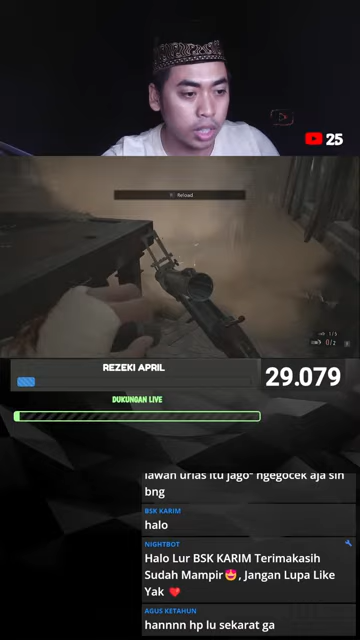 25
Reload
REZEKI APRIL
29.079
DUKUNGAN LIVE
lawan urias itu jago" ngegocek aja sih
bng
BSK KARIM
halo
NIGHTBOT
Halo Lur BSK KARIM Terimakasih
Sudah Mampir🤩, Jangan Lupa Like
Yak ❤️
AGUS KETAHUN
hannnn hp lu sekarat ga